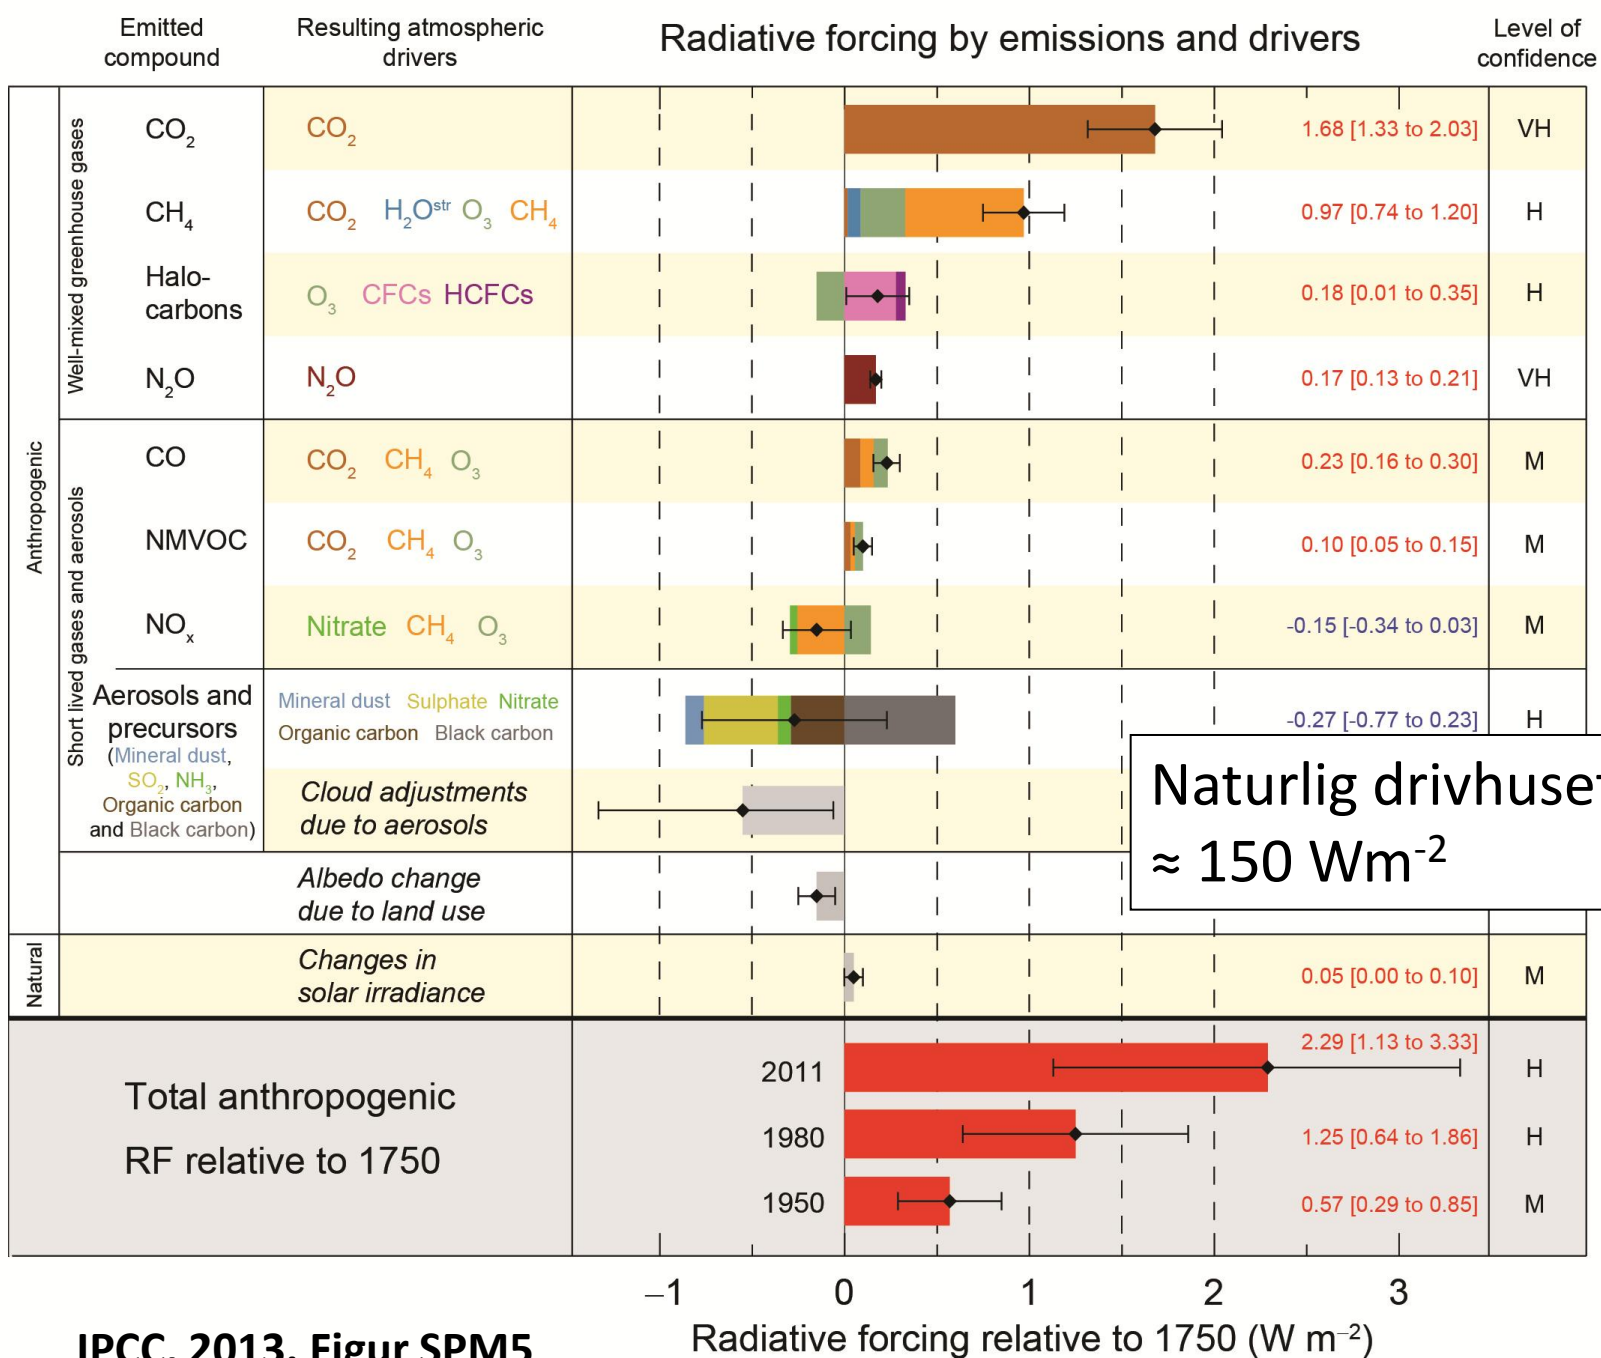 Emitted compound
Resulting atmospheric drivers
Radiative forcing by emissions and drivers
Level of confidence
Anthropogenic
Well-mixed greenhouse gases
CO₂ CO₂ 1.68 [1.33 to 2.03] VH
CH₄ CO₂ H₂Oˢᵗʳ O₃ CH₄ 0.97 [0.74 to 1.20] H
Halo-
carbons O₃ CFCs HCFCs 0.18 [0.01 to 0.35] H
N₂O N₂O 0.17 [0.13 to 0.21] VH
Short lived gases and aerosols
CO CO₂ CH₄ O₃ 0.23 [0.16 to 0.30] M
NMVOC CO₂ CH₄ O₃ 0.10 [0.05 to 0.15] M
NOₓ Nitrate CH₄ O₃ -0.15 [-0.34 to 0.03] M
Aerosols and
precursors
(Mineral dust,
SO₂, NH₃,
Organic carbon
and Black carbon)
Mineral dust Sulphate Nitrate
Organic carbon Black carbon
-0.27 [-0.77 to 0.23] H
Cloud adjustments
due to aerosols
Naturlig
≈ 150 Wm⁻²
Albedo change
due to land use
Natural
Changes in
solar irradiance
0.05 [0.00 to 0.10] M
Total anthropogenic
RF relative to 1750
2011 2.29 [1.13 to 3.33] H
1980 1.25 [0.64 to 1.86] H
1950 0.57 [0.29 to 0.85] M
−1 0 1 2 3
Radiative forcing relative to 1750 (W m⁻²)
IPCC, 2013, Figur SPM5